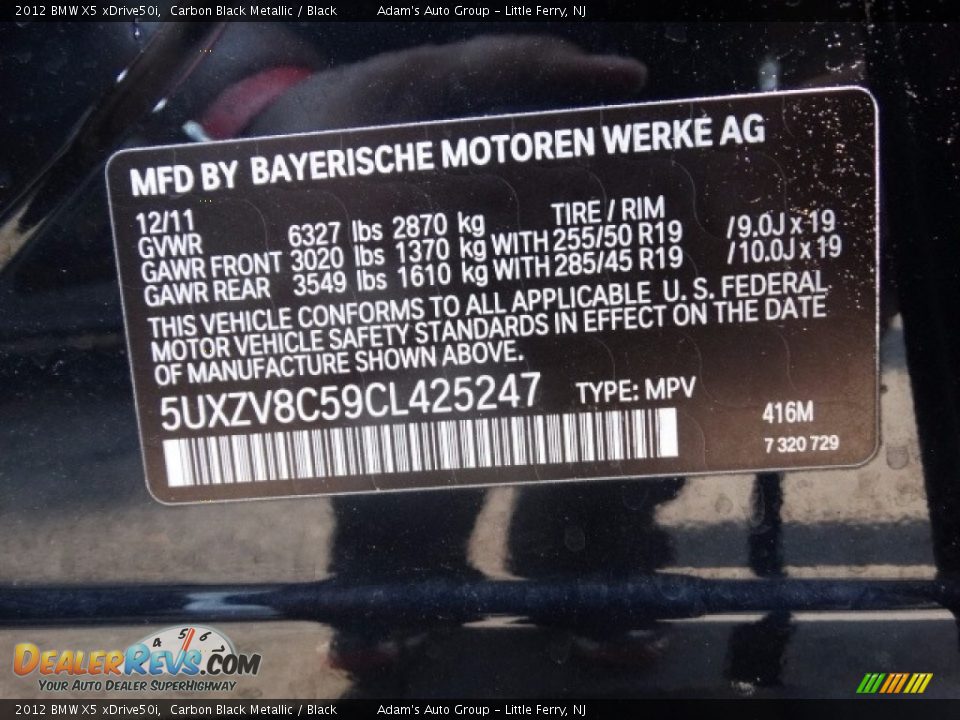 2012 BMW X5 xDrive50i, Carbon Black Metallic / Black Adam's Auto Group - Little Ferry, NJ
MFD BY BAYERISCHE MOTOREN WERKE AG
12/11 TIRE / RIM
GVWR 6327 lbs 2870 kg
GAWR FRONT 3020 lbs 1370 kg WITH 255/50 R19 /9.0J x 19
GAWR REAR 3549 lbs 1610 kg WITH 285/45 R19 /10.0J x 19
THIS VEHICLE CONFORMS TO ALL APPLICABLE U. S. FEDERAL
MOTOR VEHICLE SAFETY STANDARDS IN EFFECT ON THE DATE
OF MANUFACTURE SHOWN ABOVE.
5UXZV8C59CL425247 TYPE: MPV
416M
7 320 729
4 5 6
DEALERREVS.COM
YOUR AUTO DEALER SUPERHIGHWAY
2012 BMW X5 xDrive50i, Carbon Black Metallic / Black Adam's Auto Group - Little Ferry, NJ